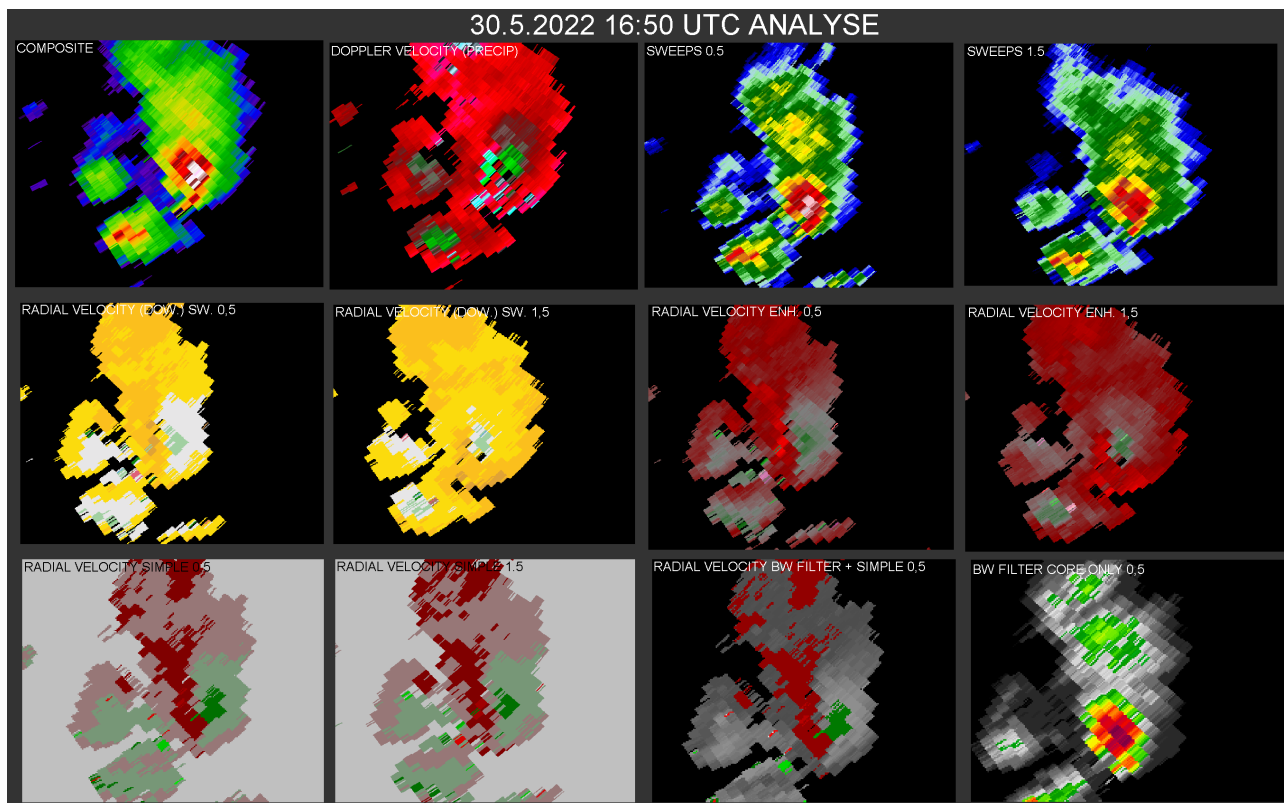 30.5.2022 16:50 UTC ANALYSE
COMPOSITE
DOPPLER VELOCITY (PRECIP)
SWEEPS 0.5
SWEEPS 1.5
RADIAL VELOCITY (DOW.) SW. 0,5
RADIAL VELOCITY (DOW.) SW. 1,5
RADIAL VELOCITY ENH. 0,5
RADIAL VELOCITY ENH. 1,5
RADIAL VELOCITY SIMPLE 0,5
RADIAL VELOCITY SIMPLE 1.5
RADIAL VELOCITY BW FILTER + SIMPLE 0,5
BW FILTER CORE ONLY 0,5